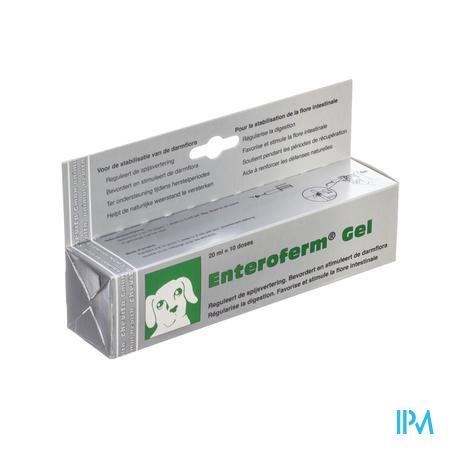 Voor de stabilisatie van de darmflora
Reguleert de spijsvertering
Bevordert en stimuleert de darmflora
Ter ondersteuning tijdens herstelperiodes
Helpt de natuurlijke weerstand te versterken
Pour la stabilisation de la flore intestinale
Régularise la digestion
Favorise et stimule la flore intestinale
Soutient pendant les périodes de récupération
Aide à renforcer les défenses naturelles
20 ml = 10 doses
Enteroferm® Gel
Reguleert de spijsvertering. Bevordert en stimuleert de darmflora
Régularise la digestion. Favorise et stimule la flore intestinale
IPM